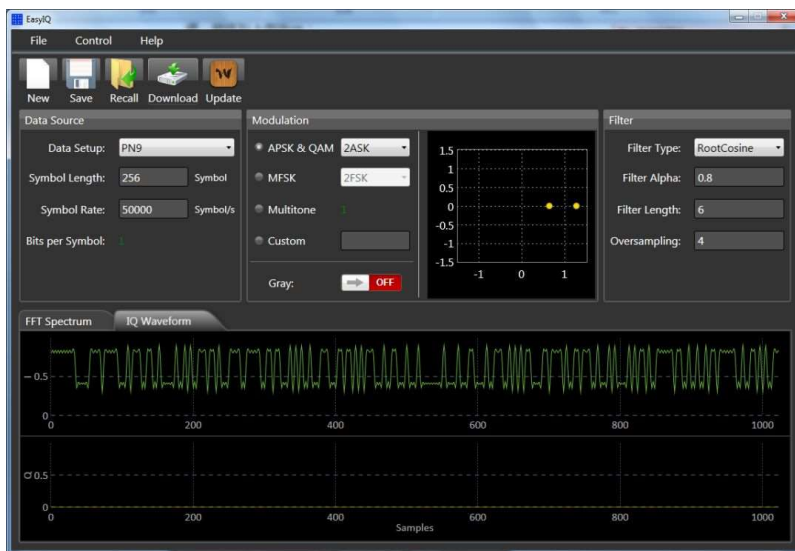 EasyIQ
File Control Help
New Save Recall Download Update
Data Source
Data Setup: PN9
Symbol Length: 256 Symbol
Symbol Rate: 50000 Symbol/s
Bits per Symbol: 1
Modulation
APSK & QAM 2ASK
MFSK 2FSK
Multitone 1
Custom
Gray: OFF
1.5
1
0.5
0
-0.5
-1
-1.5
-1 0 1
Filter
Filter Type: RootCosine
Filter Alpha: 0.8
Filter Length: 6
Oversampling: 4
FFT Spectrum IQ Waveform
I 0.5
0
0 200 400 600 800 1000
Q 0.5
0
0 200 400 600 800 1000
Samples